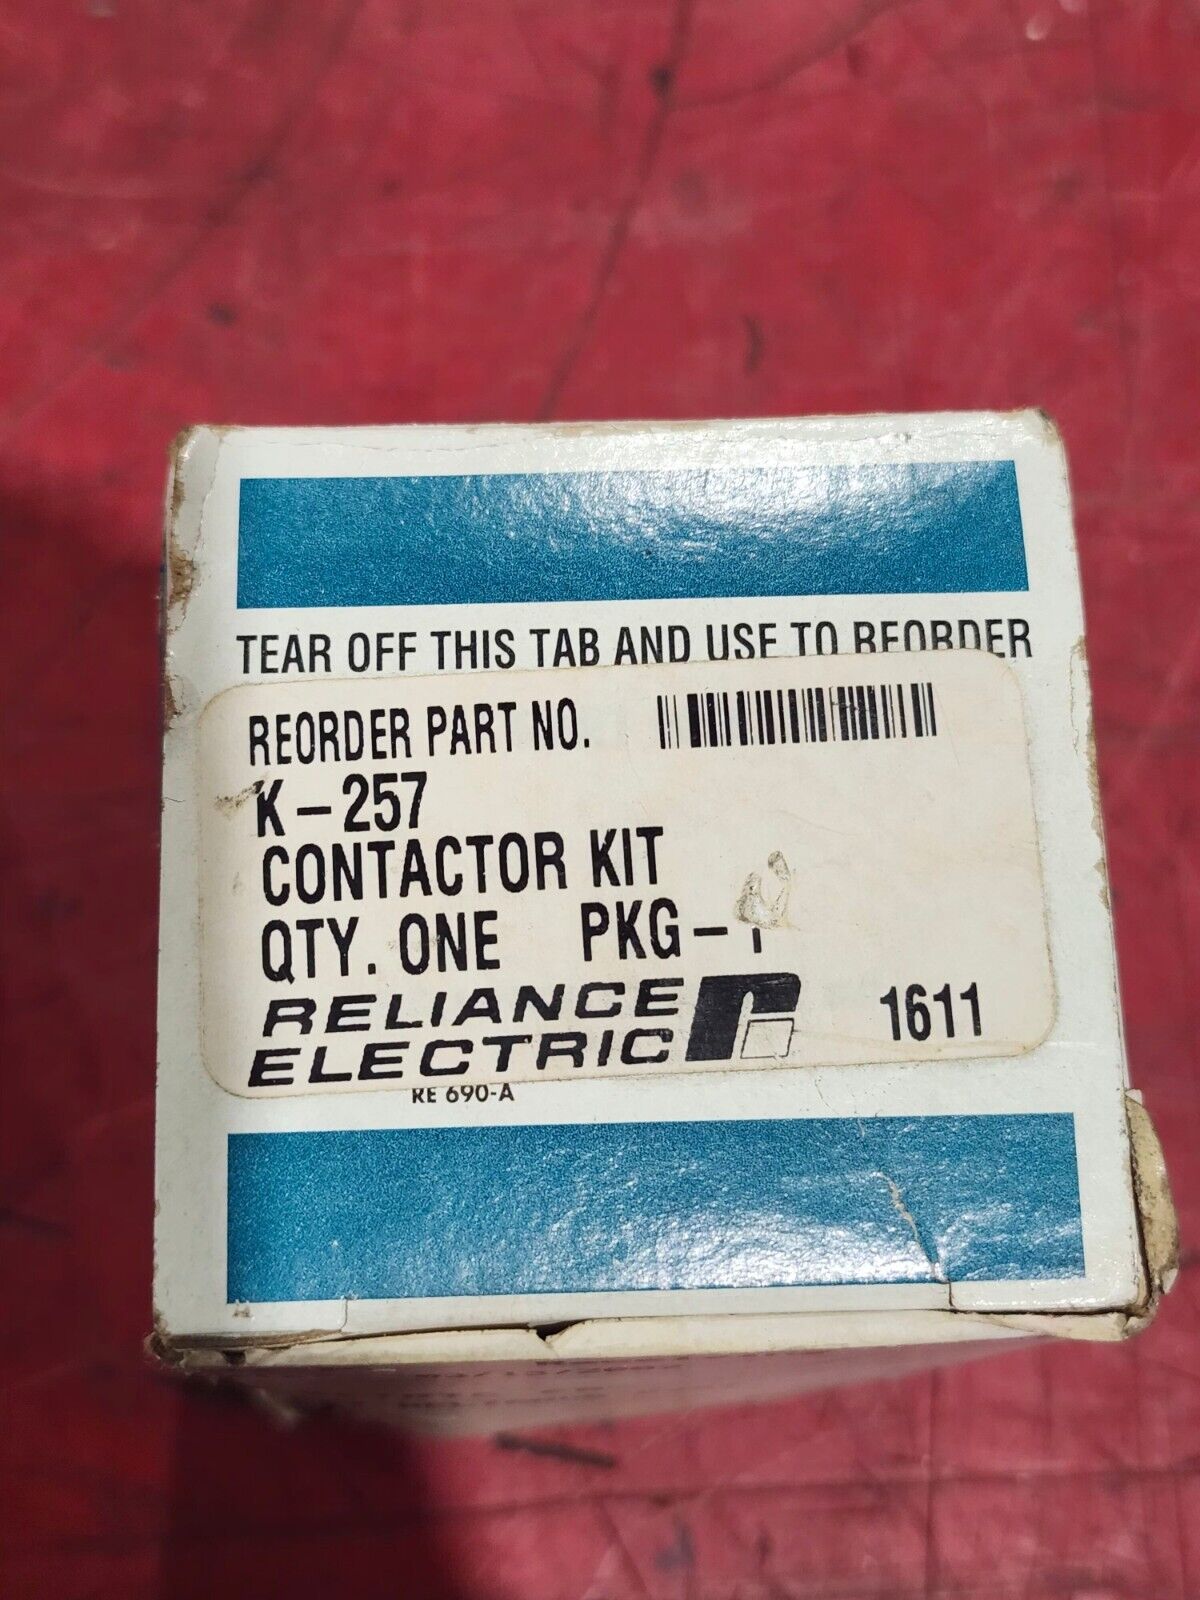 TEAR OFF THIS TAB AND USE TO REORDER
REORDER PART NO.
K-257
CONTACTOR KIT
QTY. ONE PKG-1
RELIANCE
ELECTRIC
1611
RE 690-A